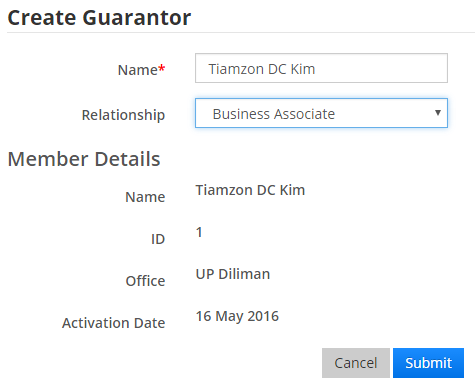 Create Guarantor
Name* Tiamzon DC Kim
Relationship Business Associate
Member Details
Name Tiamzon DC Kim
ID 1
Office UP Diliman
Activation Date 16 May 2016
Cancel Submit